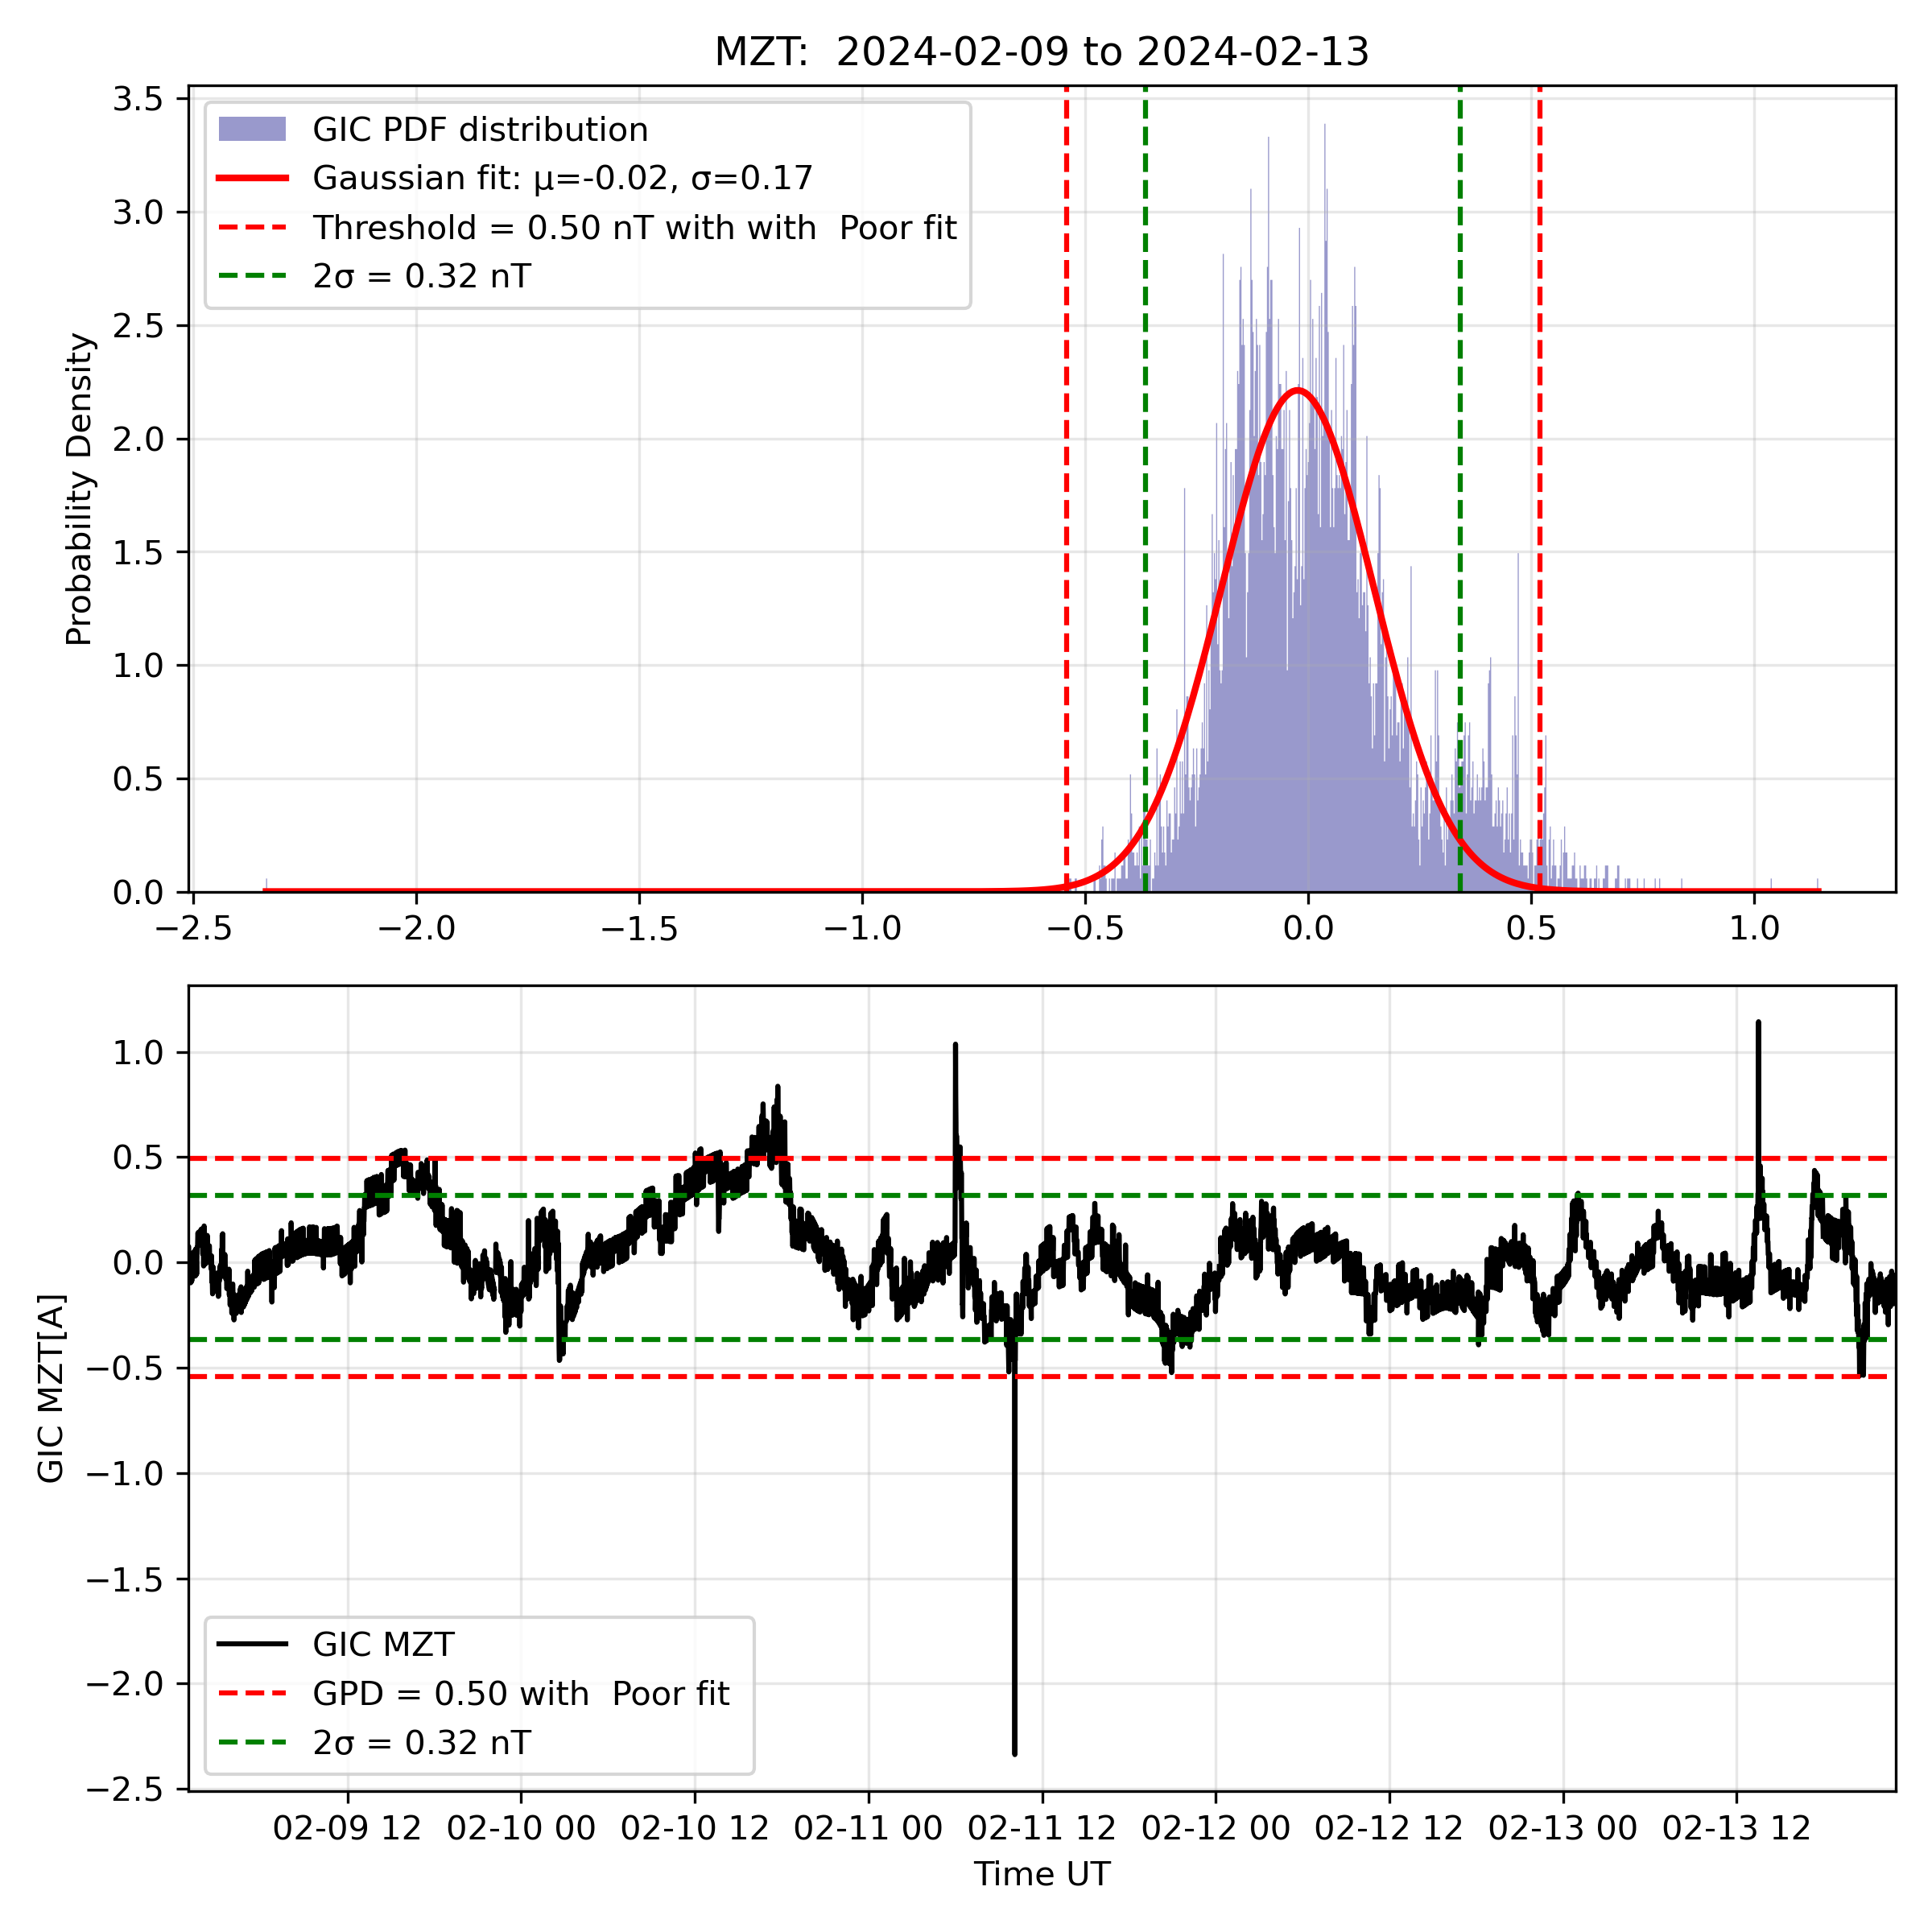 MZT:  2024-02-09 to 2024-02-13
3.5
3.0
2.5
2.0
1.5
1.0
0.5
0.0
Probability Density
GIC PDF distribution
Gaussian fit: μ=-0.02, σ=0.17
Threshold = 0.50 nT with with  Poor fit
2σ = 0.32 nT
−2.5 −2.0 −1.5 −1.0 −0.5 0.0 0.5 1.0
1.0
0.5
0.0
−0.5
−1.0
−1.5
−2.0
−2.5
GIC MZT[A]
GIC MZT
GPD = 0.50 with  Poor fit
2σ = 0.32 nT
02-09 12 02-10 00 02-10 12 02-11 00 02-11 12 02-12 00 02-12 12 02-13 00 02-13 12
Time UT